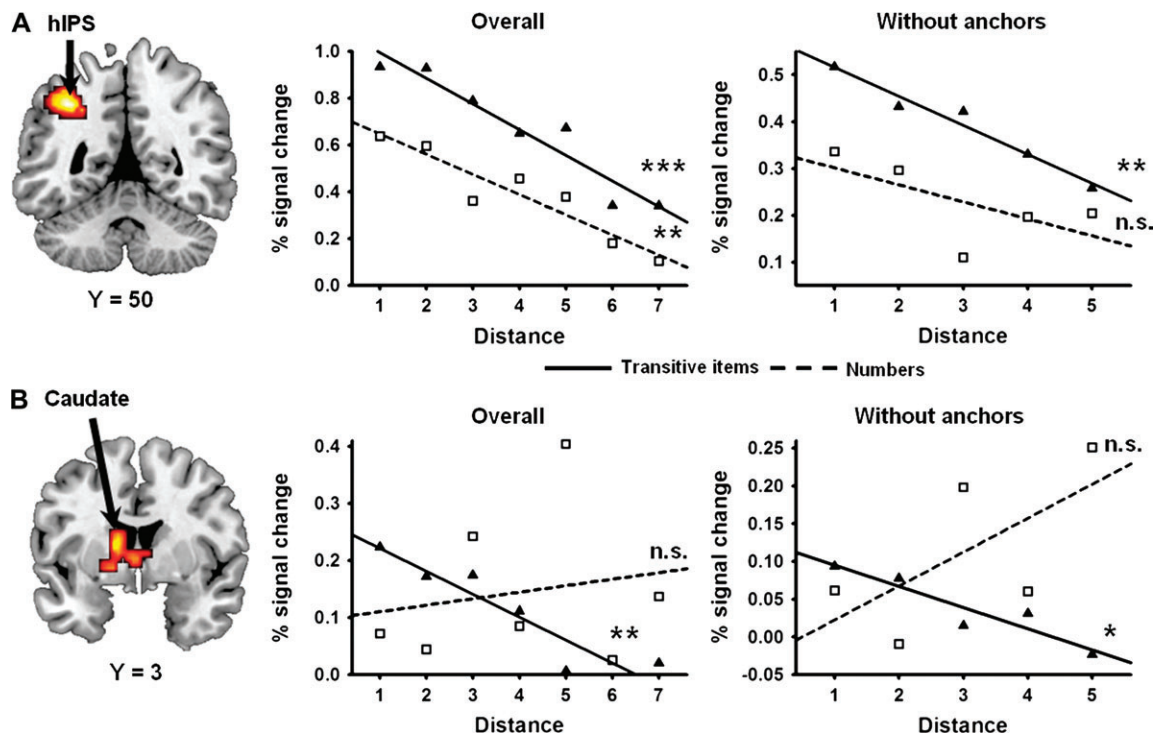 A hIPS
Y = 50
Overall
% signal change
1.0
0.8
0.6
0.4
0.2
0.0
***
**
1 2 3 4 5 6 7
Distance
Without anchors
% signal change
0.5
0.4
0.3
0.2
0.1
**
n.s.
1 2 3 4 5
Distance
Transitive items Numbers
B Caudate
Y = 3
Overall
% signal change
0.4
0.3
0.2
0.1
0.0
n.s.
**
1 2 3 4 5 6 7
Distance
Without anchors
% signal change
0.25
0.20
0.15
0.10
0.05
0.00
-0.05
n.s.
*
1 2 3 4 5
Distance